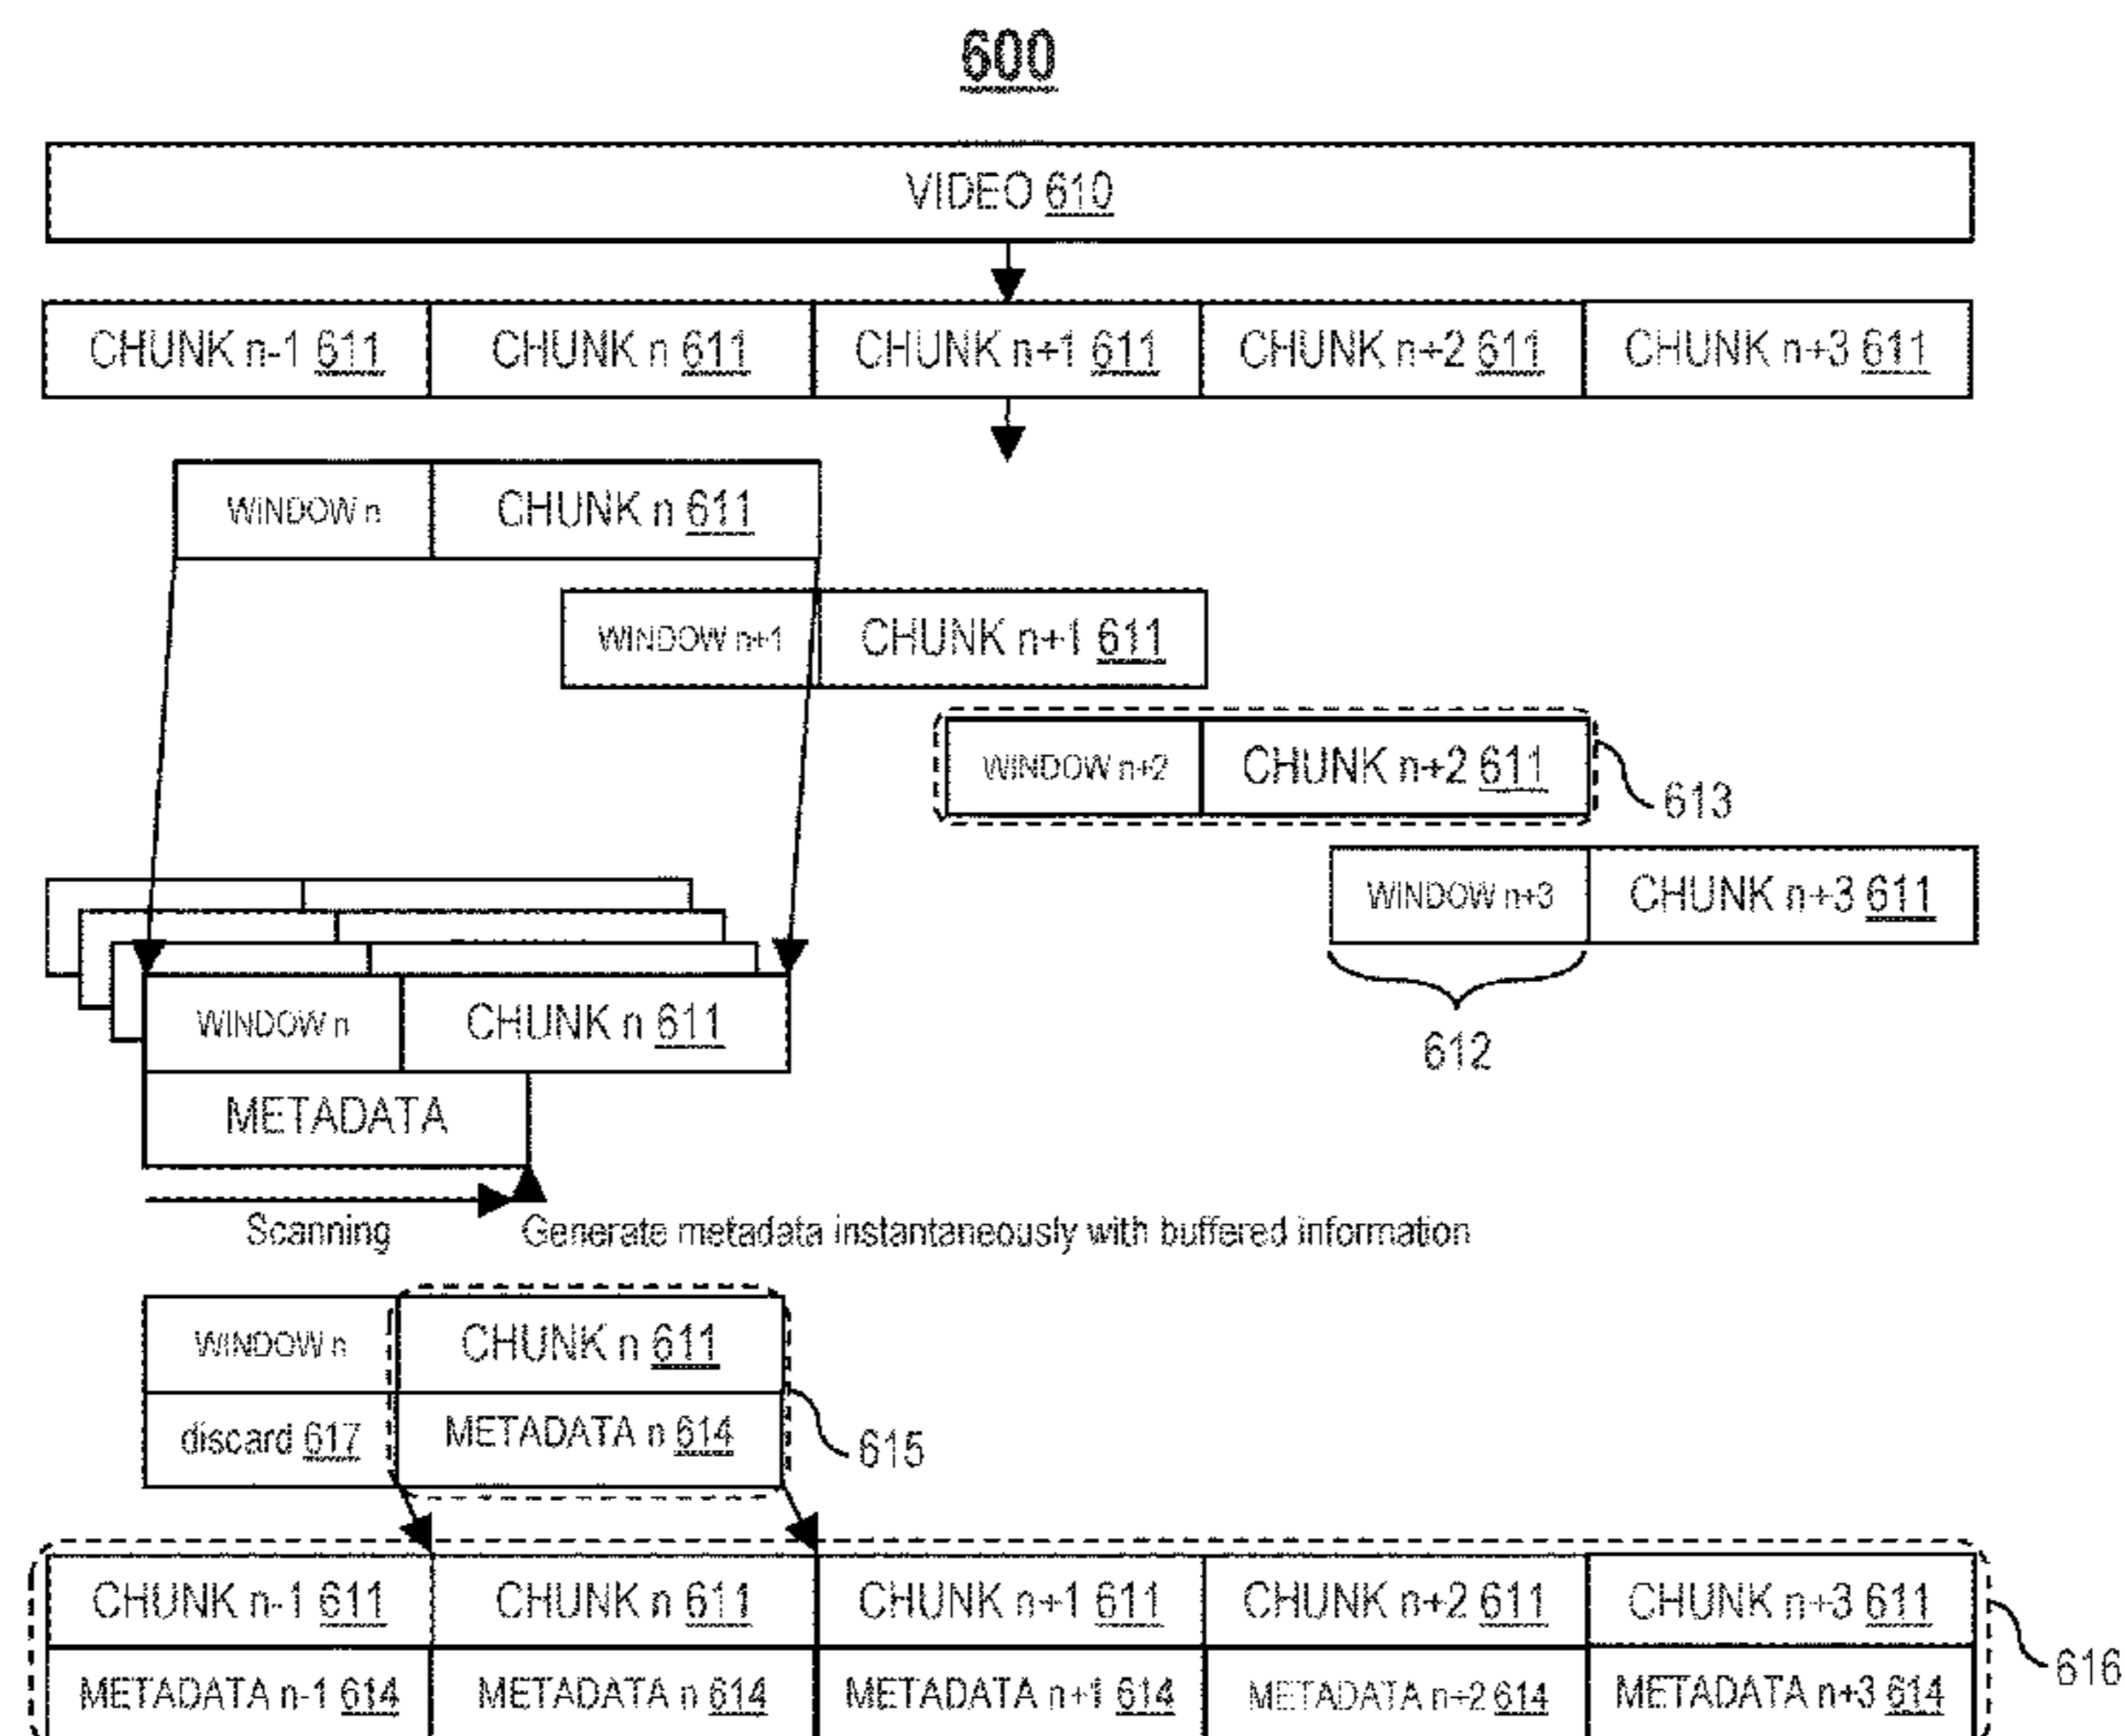 600
VIDEO 610
CHUNK n-1 611 CHUNK n 611 CHUNK n+1 611 CHUNK n+2 611 CHUNK n+3 611
WINDOW n CHUNK n 611
WINDOW n+1 CHUNK n+1 611
WINDOW n+2 CHUNK n+2 611
613
WINDOW n+3 CHUNK n+3 611
612
WINDOW n CHUNK n 611
METADATA
Scanning Generate metadata instantaneously with buffered information
WINDOW n CHUNK n 611
discard 617 METADATA n 614
615
CHUNK n-1 611 CHUNK n 611 CHUNK n+1 611 CHUNK n+2 611 CHUNK n+3 611
616
METADATA n-1 614 METADATA n 614 METADATA n+1 614 METADATA n+2 614 METADATA n+3 614